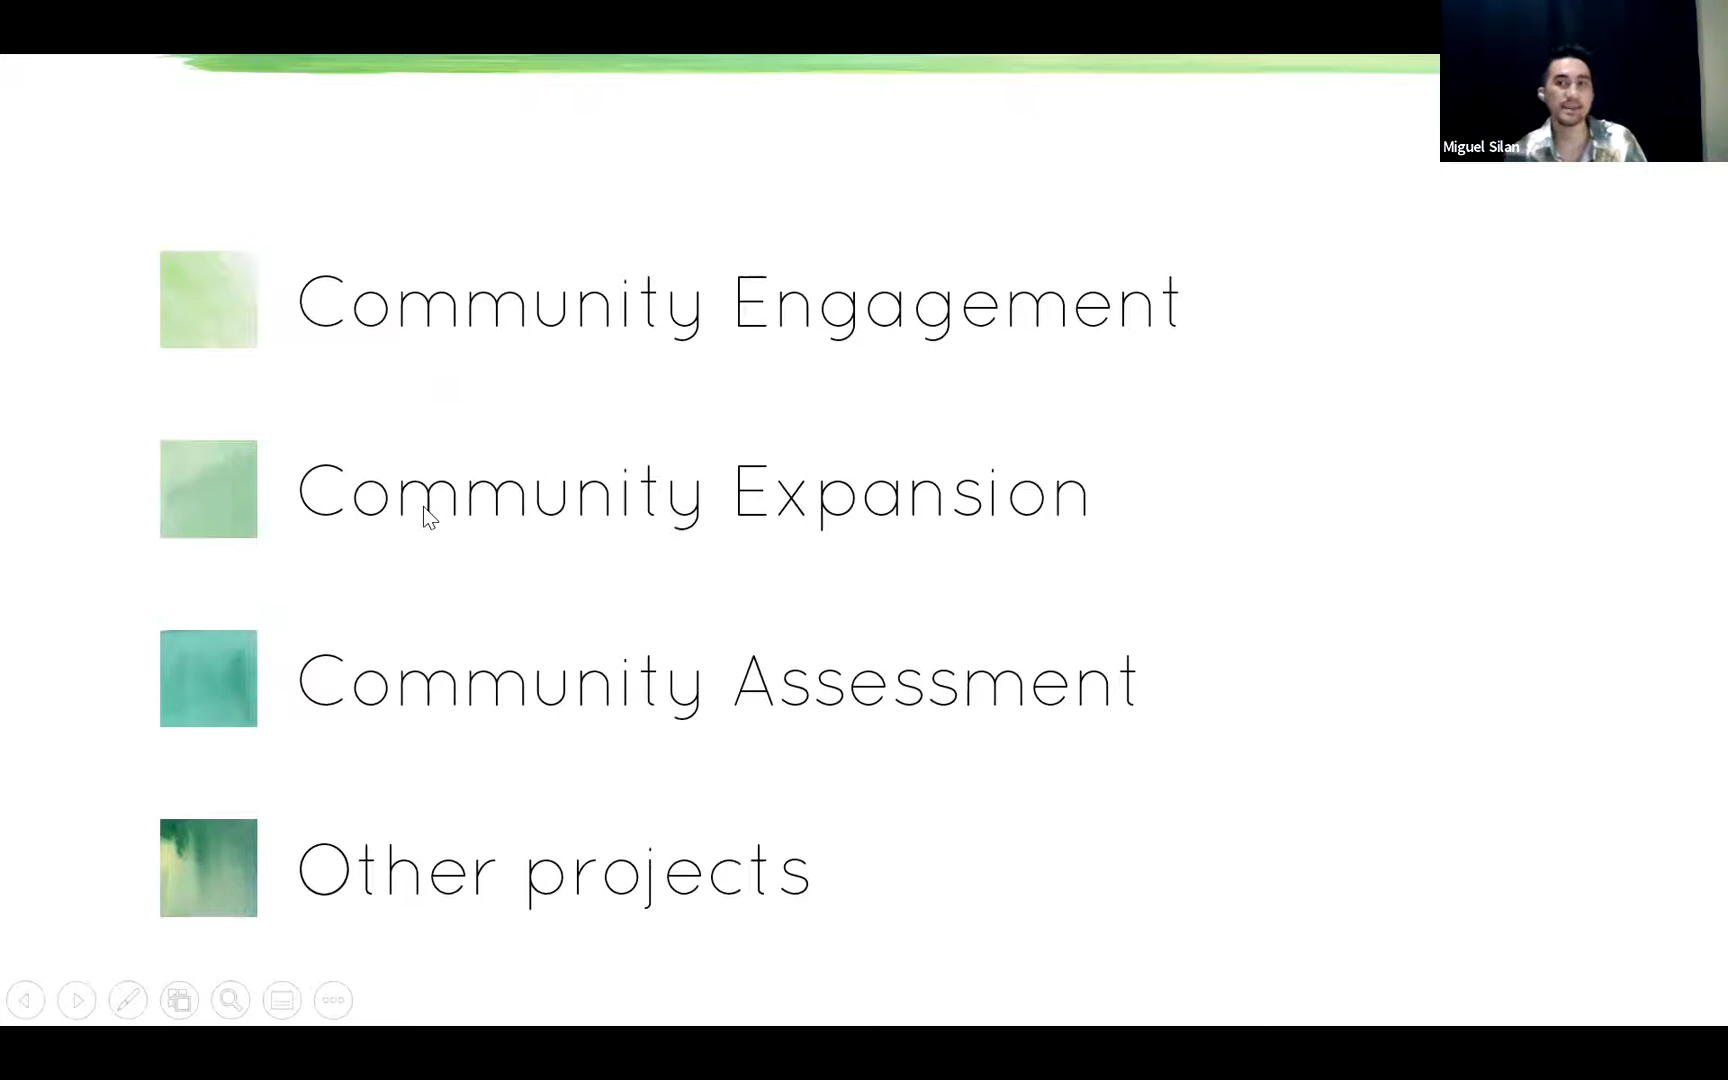 Miguel Silan
Community Engagement
Community Expansion
Community Assessment
Other projects